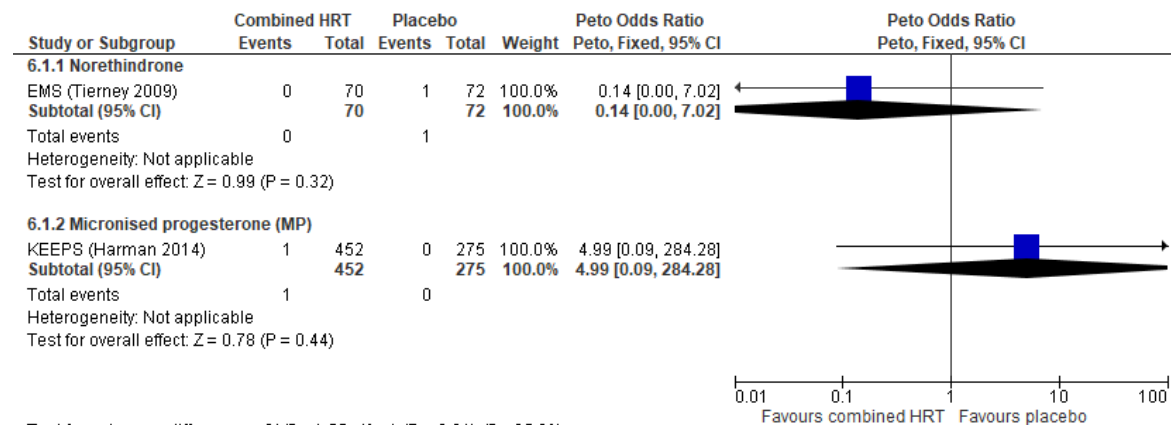 Combined HRT Placebo Peto Odds Ratio Peto Odds Ratio
Study or Subgroup Events Total Events Total Weight Peto, Fixed, 95% CI Peto, Fixed, 95% CI
6.1.1 Norethindrone
EMS (Tierney 2009) 0 70 1 72 100.0% 0.14 [0.00, 7.02]
Subtotal (95% CI) 70 72 100.0% 0.14 [0.00, 7.02]
Total events 0 1
Heterogeneity: Not applicable
Test for overall effect: Z = 0.99 (P = 0.32)
6.1.2 Micronised progesterone (MP)
KEEPS (Harman 2014) 1 452 0 275 100.0% 4.99 [0.09, 284.28]
Subtotal (95% CI) 452 275 100.0% 4.99 [0.09, 284.28]
Total events 1 0
Heterogeneity: Not applicable
Test for overall effect: Z = 0.78 (P = 0.44)
0.01 0.1 1 10 100
Favours combined HRT Favours placebo